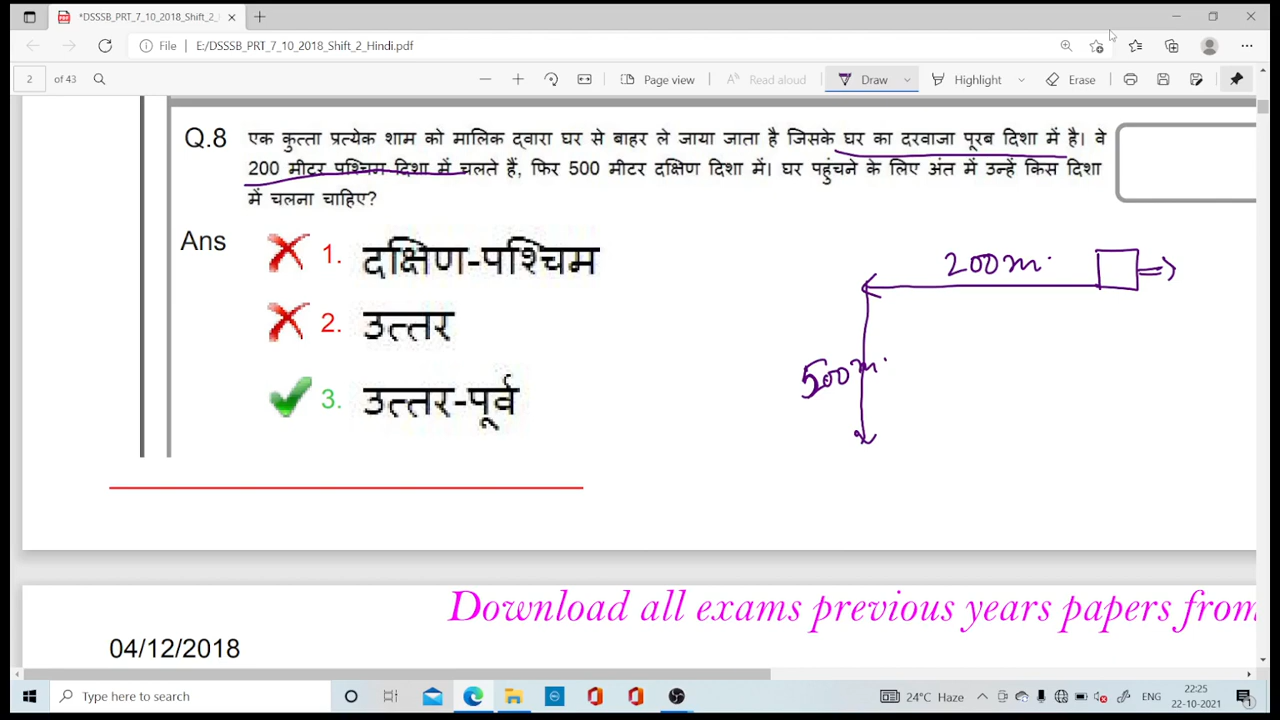 *DSSSB_PRT_7_10_2018_Shift_2_
File E:/DSSSB_PRT_7_10_2018_Shift_2_Hindi.pdf
2 of 43 Page view Read aloud Draw Highlight Erase
Q.8 एक कुत्ता प्रत्येक शाम को मालिक द्वारा घर से बाहर ले जाया जाता है जिसके घर का दरवाजा पूरब दिशा में है। वे
200 मीटर पश्चिम दिशा में चलते हैं, फिर 500 मीटर दक्षिण दिशा में। घर पहुंचने के लिए अंत में उन्हें किस दिशा
में चलना चाहिए?
Ans
1. दक्षिण-पश्चिम
2. उत्तर
3. उत्तर-पूर्व
200m.
500m.
Download all exams previous years papers from
04/12/2018
Type here to search 24°C Haze ENG 22:25
22-10-2021